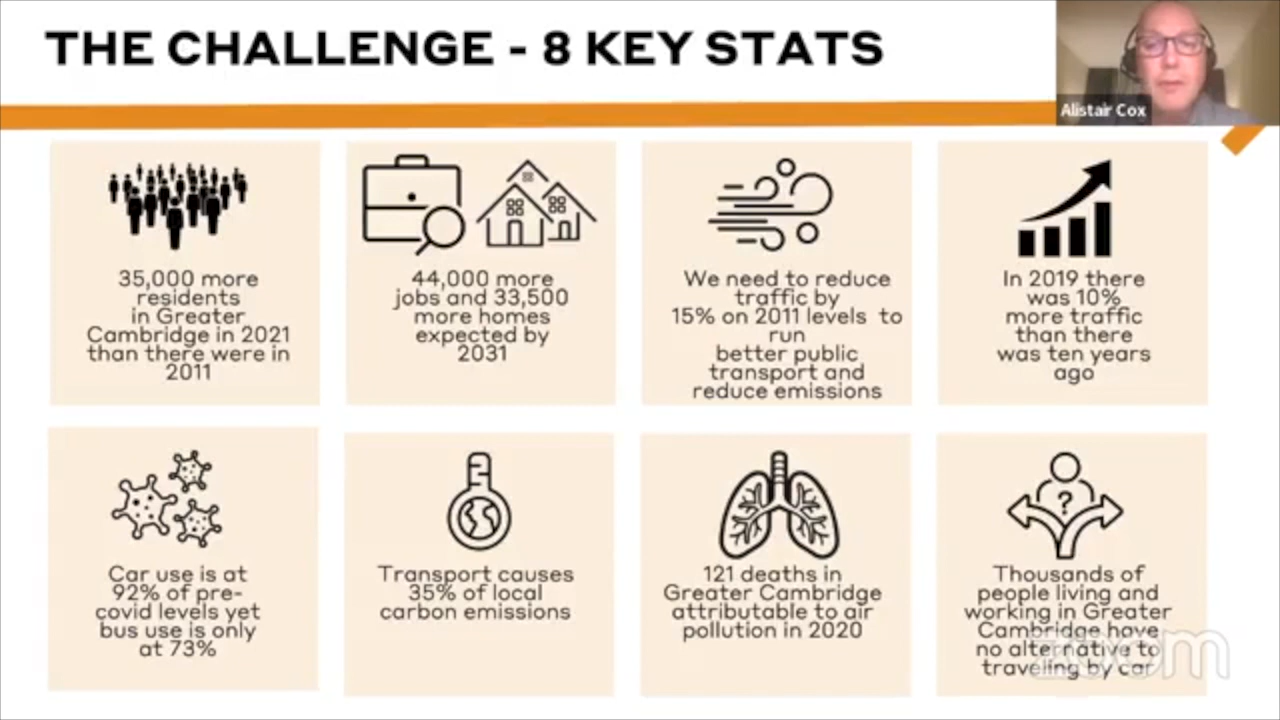 THE CHALLENGE - 8 KEY STATS
Alistair Cox
35,000 more
residents
in Greater
Cambridge in 2021
than there were in
2011
44,000 more
jobs and 33,500
more homes
expected by
2031
We need to reduce
traffic by
15% on 2011 levels to
run
better public
transport and
reduce emissions
In 2019 there
was 10%
more traffic
than there
was ten years
ago
Car use is at
92% of pre-
covid levels yet
bus use is only
at 73%
Transport causes
35% of local
carbon emissions
121 deaths in
Greater Cambridge
attributable to air
pollution in 2020
?
Thousands of
people living and
working in Greater
Cambridge have
no alternative to
traveling by car
zoom